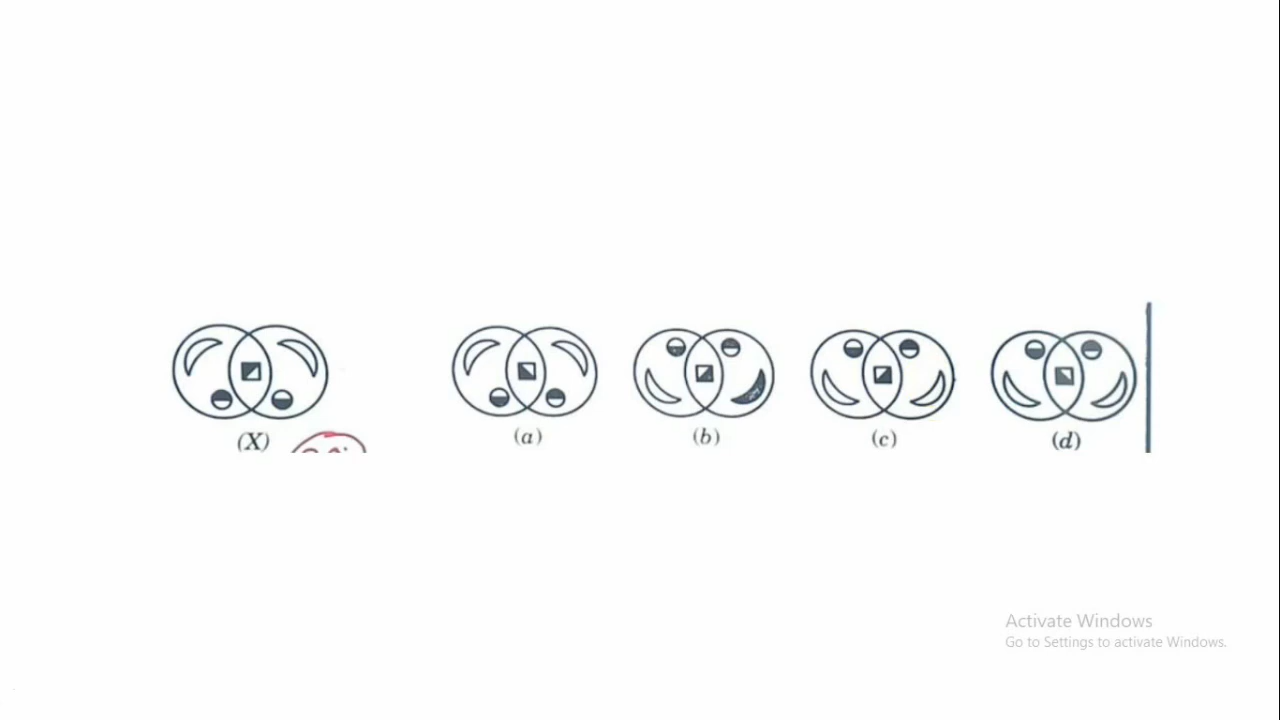 (X) (a) (b) (c) (d)
Activate Windows
Go to Settings to activate Windows.